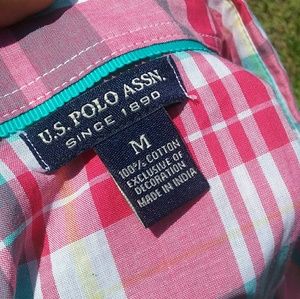 U.S. POLO ASSN.
SINCE 1890
M
100% COTTON
EXCLUSIVE OF
DECORATION
MADE IN INDIA